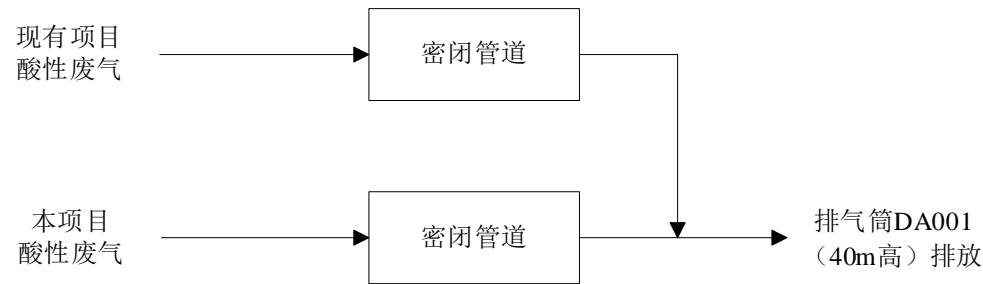 现有项目
酸性废气
密闭管道
本项目
酸性废气
密闭管道
排气筒DA001
（40m高）排放